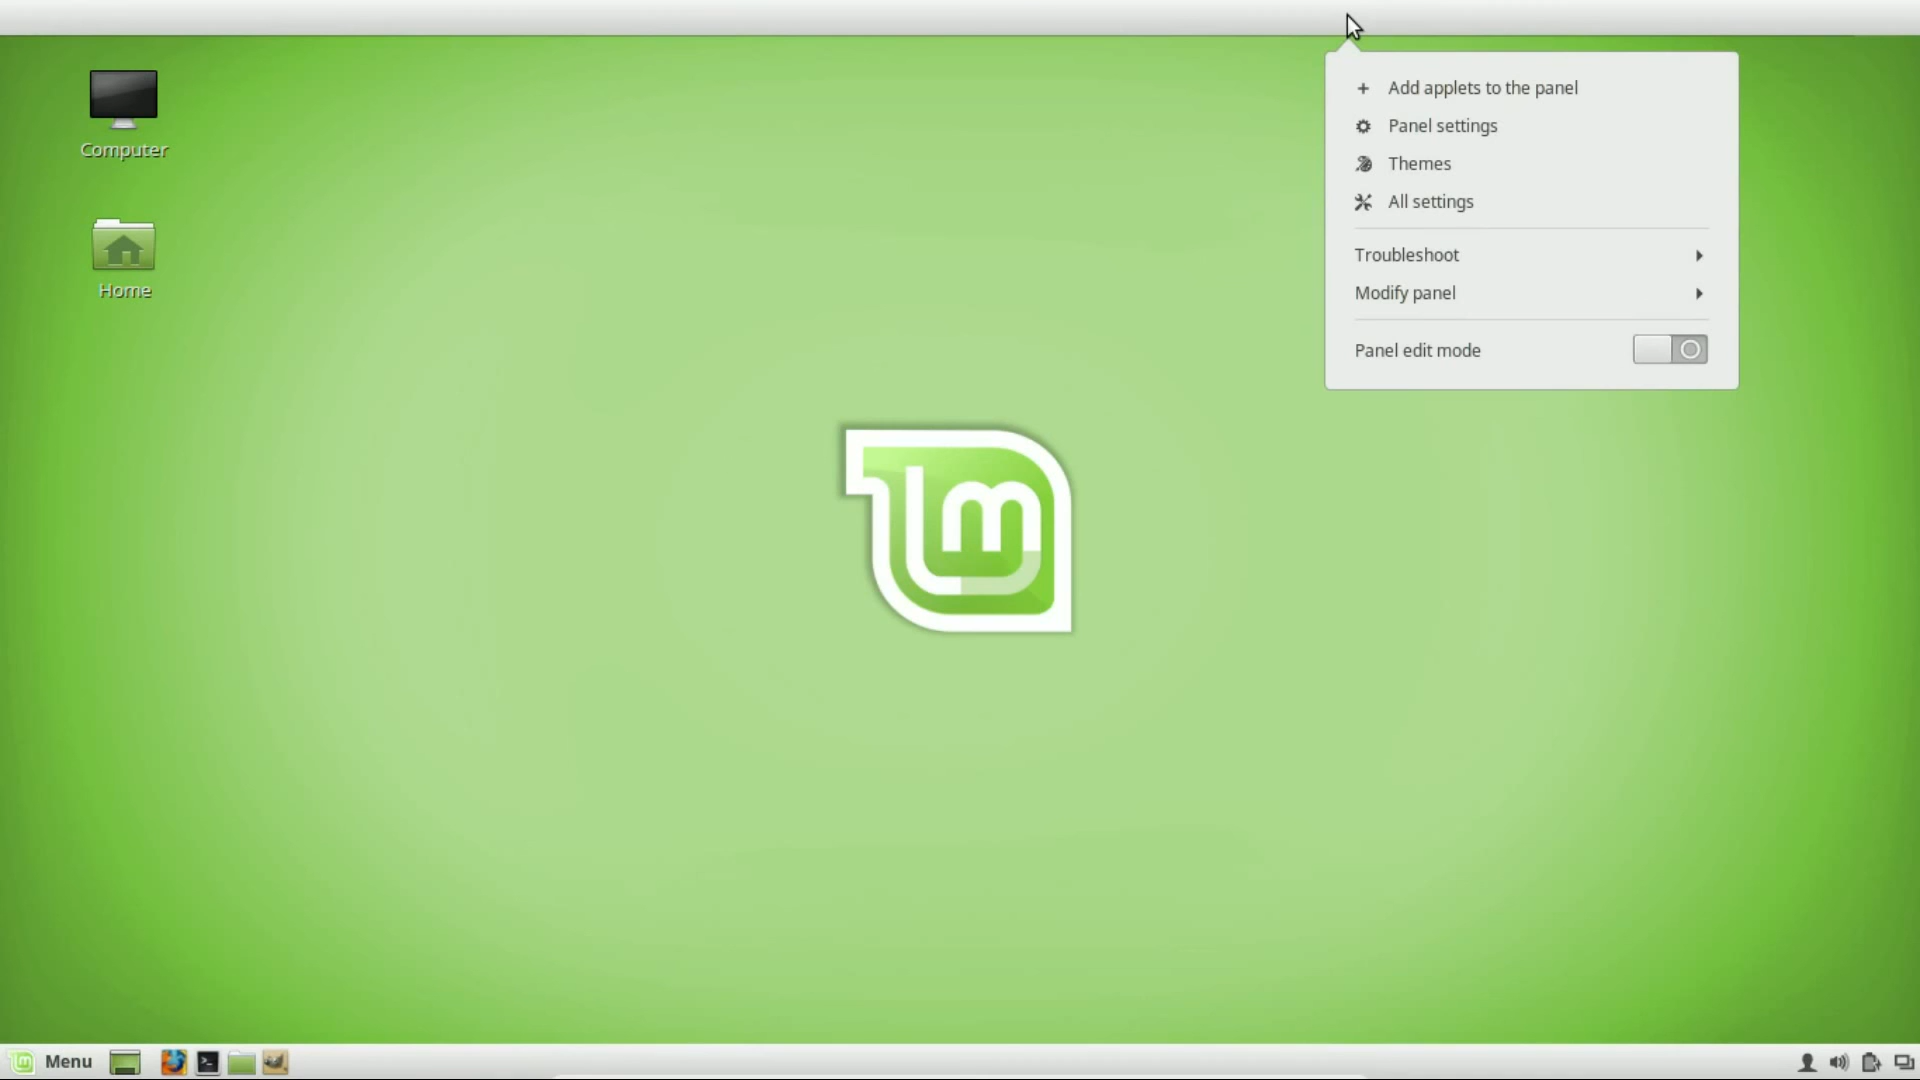 Add applets to the panel
Panel settings
Themes
All settings
Troubleshoot
Modify panel
Panel edit mode
Computer
Home
lm
Menu